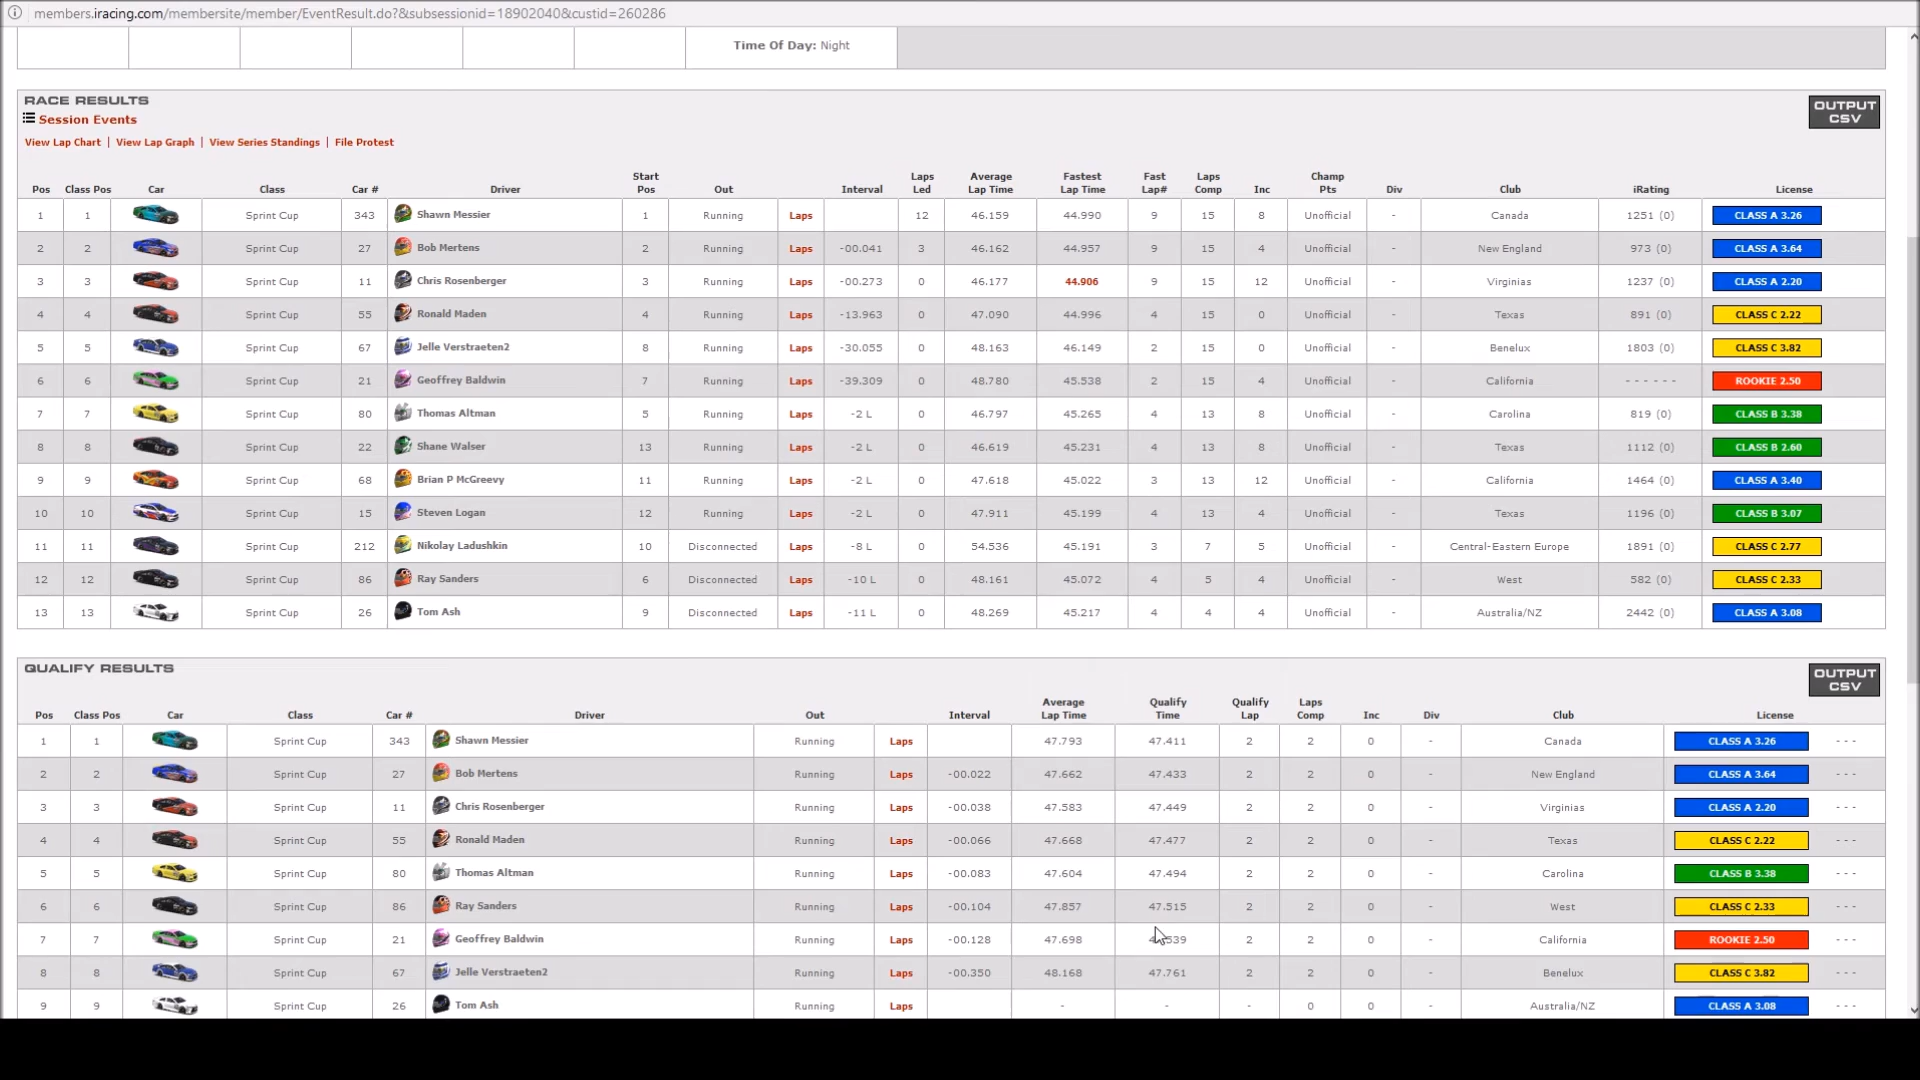 members.iracing.com/membersite/member/EventResult.do?&subsessionid=18902040&custid=260286
Time Of Day: Night
RACE RESULTS
OUTPUT CSV
Session Events
View Lap Chart | View Lap Graph | View Series Standings | File Protest
Pos Class Pos Car Class Car # Driver Start Pos Out Interval Laps Led Average Lap Time Fastest Lap Time Fast Lap# Laps Comp Inc Champ Pts Div Club iRating License
1 1 Sprint Cup 343 Shawn Messier 1 Running Laps 12 46.159 44.990 9 15 8 Unofficial - Canada 1251 (0) CLASS A 3.26
2 2 Sprint Cup 27 Bob Mertens 2 Running Laps -00.041 3 46.162 44.957 9 15 4 Unofficial - New England 973 (0) CLASS A 3.64
3 3 Sprint Cup 11 Chris Rosenberger 3 Running Laps -00.273 0 46.177 44.906 9 15 12 Unofficial - Virginias 1237 (0) CLASS A 2.20
4 4 Sprint Cup 55 Ronald Maden 4 Running Laps -13.963 0 47.090 44.996 4 15 0 Unofficial - Texas 891 (0) CLASS C 2.22
5 5 Sprint Cup 67 Jelle Verstraeten2 8 Running Laps -30.055 0 48.163 46.149 2 15 0 Unofficial - Benelux 1803 (0) CLASS C 3.82
6 6 Sprint Cup 21 Geoffrey Baldwin 7 Running Laps -39.309 0 48.780 45.538 2 15 4 Unofficial - California - - - - - - ROOKIE 2.50
7 7 Sprint Cup 80 Thomas Altman 5 Running Laps -2 L 0 46.797 45.265 4 13 8 Unofficial - Carolina 819 (0) CLASS B 3.38
8 8 Sprint Cup 22 Shane Walser 13 Running Laps -2 L 0 46.619 45.231 4 13 8 Unofficial - Texas 1112 (0) CLASS B 2.60
9 9 Sprint Cup 68 Brian P McGreevy 11 Running Laps -2 L 0 47.618 45.022 3 13 12 Unofficial - California 1464 (0) CLASS A 3.40
10 10 Sprint Cup 15 Steven Logan 12 Running Laps -2 L 0 47.911 45.199 4 13 4 Unofficial - Texas 1196 (0) CLASS B 3.07
11 11 Sprint Cup 212 Nikolay Ladushkin 10 Disconnected Laps -8 L 0 54.536 45.191 3 7 5 Unofficial - Central-Eastern Europe 1891 (0) CLASS C 2.77
12 12 Sprint Cup 86 Ray Sanders 6 Disconnected Laps -10 L 0 48.161 45.072 4 5 4 Unofficial - West 582 (0) CLASS C 2.33
13 13 Sprint Cup 26 Tom Ash 9 Disconnected Laps -11 L 0 48.269 45.217 4 4 4 Unofficial - Australia/NZ 2442 (0) CLASS A 3.08
QUALIFY RESULTS
OUTPUT CSV
Pos Class Pos Car Class Car # Driver Out Interval Average Lap Time Qualify Time Qualify Lap Laps Comp Inc Div Club License
1 1 Sprint Cup 343 Shawn Messier Running Laps 47.793 47.411 2 2 0 - Canada CLASS A 3.26 - - -
2 2 Sprint Cup 27 Bob Mertens Running Laps -00.022 47.662 47.433 2 2 0 - New England CLASS A 3.64 - - -
3 3 Sprint Cup 11 Chris Rosenberger Running Laps -00.038 47.583 47.449 2 2 0 - Virginias CLASS A 2.20 - - -
4 4 Sprint Cup 55 Ronald Maden Running Laps -00.066 47.668 47.477 2 2 0 - Texas CLASS C 2.22 - - -
5 5 Sprint Cup 80 Thomas Altman Running Laps -00.083 47.604 47.494 2 2 0 - Carolina CLASS B 3.38 - - -
6 6 Sprint Cup 86 Ray Sanders Running Laps -00.104 47.857 47.515 2 2 0 - West CLASS C 2.33 - - -
7 7 Sprint Cup 21 Geoffrey Baldwin Running Laps -00.128 47.698 2 2 0 - California ROOKIE 2.50 - - -
8 8 Sprint Cup 67 Jelle Verstraeten2 Running Laps -00.350 48.168 47.761 2 2 0 - Benelux CLASS C 3.82 - - -
9 9 Sprint Cup 26 Tom Ash Running Laps - - - 0 0 - Australia/NZ CLASS A 3.08 - - -